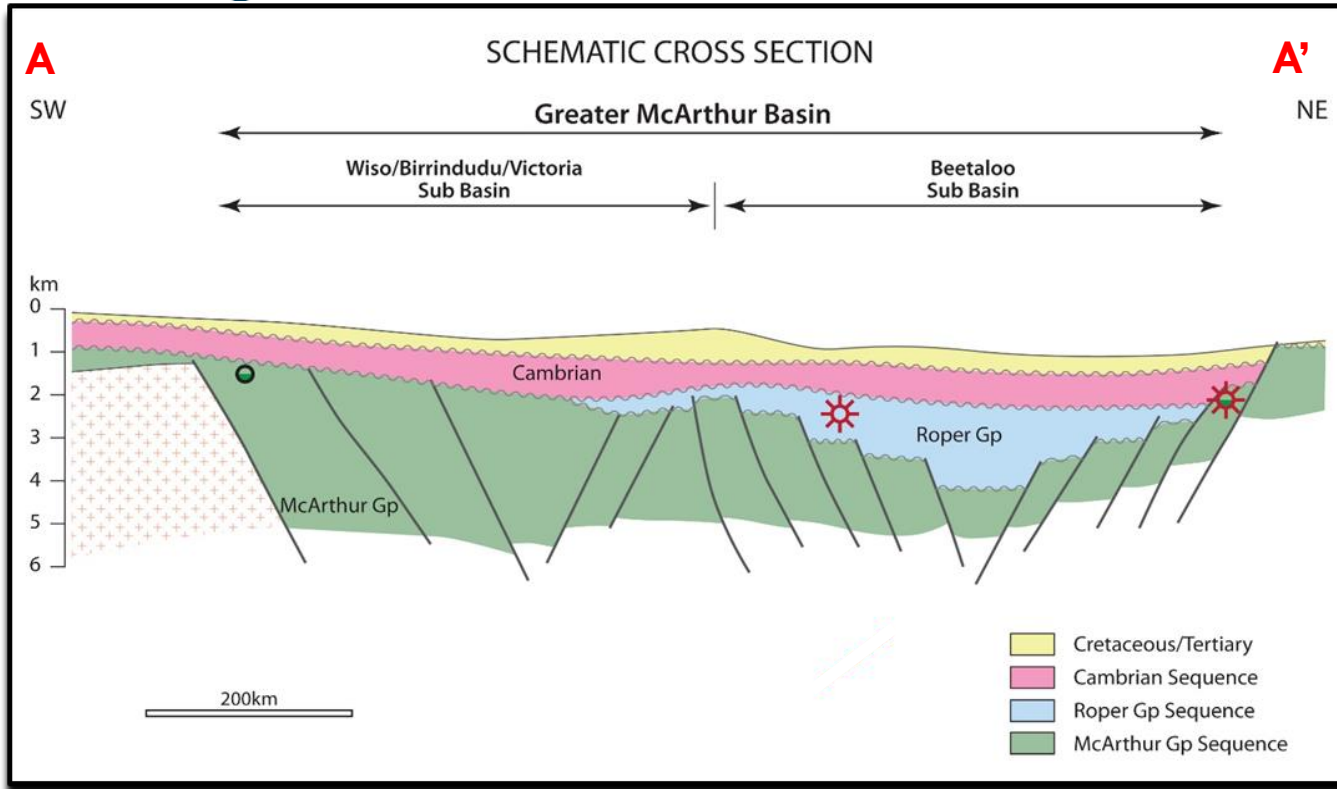 A
A'
SCHEMATIC CROSS SECTION
SW
NE
Greater McArthur Basin
Wiso/Birrindudu/Victoria
Sub Basin
Beetaloo
Sub Basin
km
0
1
2
3
4
5
6
Cambrian
Roper Gp
McArthur Gp
200km
Cretaceous/Tertiary
Cambrian Sequence
Roper Gp Sequence
McArthur Gp Sequence